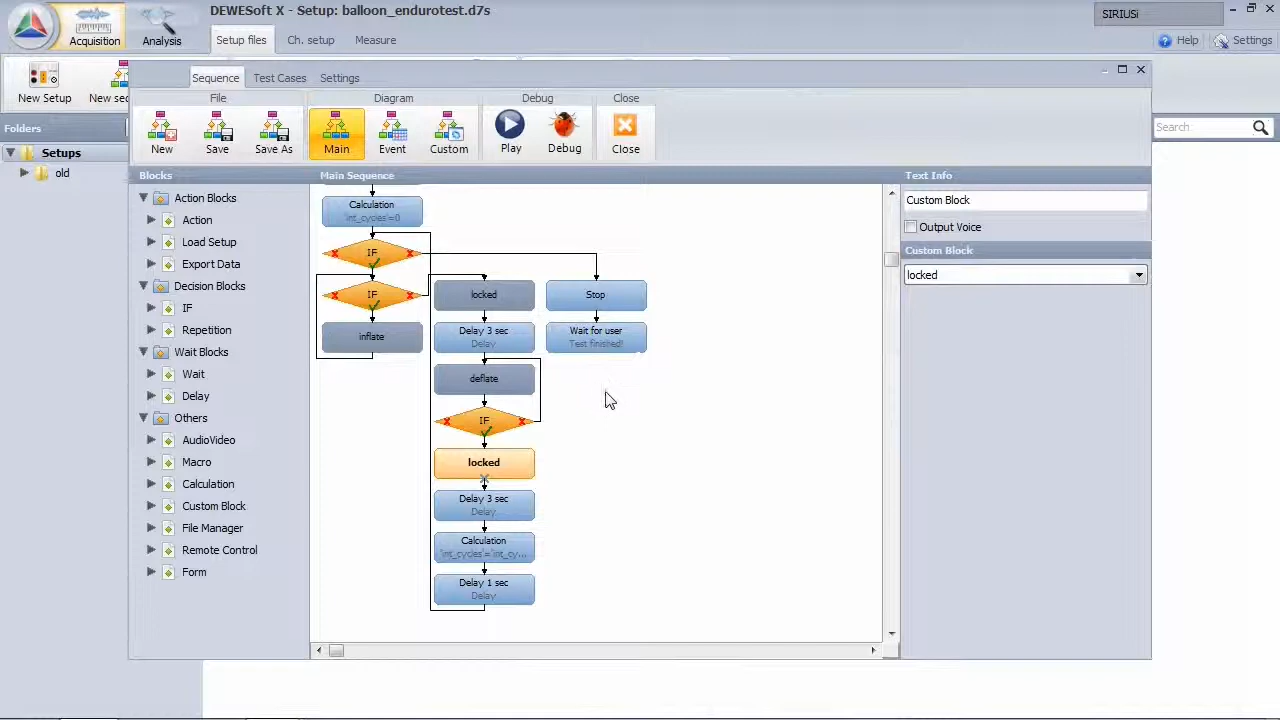 DEWESoft X - Setup: balloon_endurotest.d7s
SIRIUSi
Acquisition
Analysis
Setup files
Ch. setup
Measure
Help
Settings
New Setup
New se
Sequence
Test Cases
Settings
File
Diagram
Debug
Close
New
Save
Save As
Main
Event
Custom
Play
Debug
Close
Folders
Search:
Setups
old
Blocks
Action Blocks
Action
Load Setup
Export Data
Decision Blocks
IF
Repetition
Wait Blocks
Wait
Delay
Others
AudioVideo
Macro
Calculation
Custom Block
File Manager
Remote Control
Form
Main Sequence
Calculation
'int_cycles'=0
IF
IF
inflate
locked
Delay 3 sec
Delay
deflate
IF
locked
Delay 3 sec
Delay
Calculation
'int_cycles'='int_cy...
Delay 1 sec
Delay
Stop
Wait for user
Test finished!
Text Info
Custom Block
Output Voice
Custom Block
locked